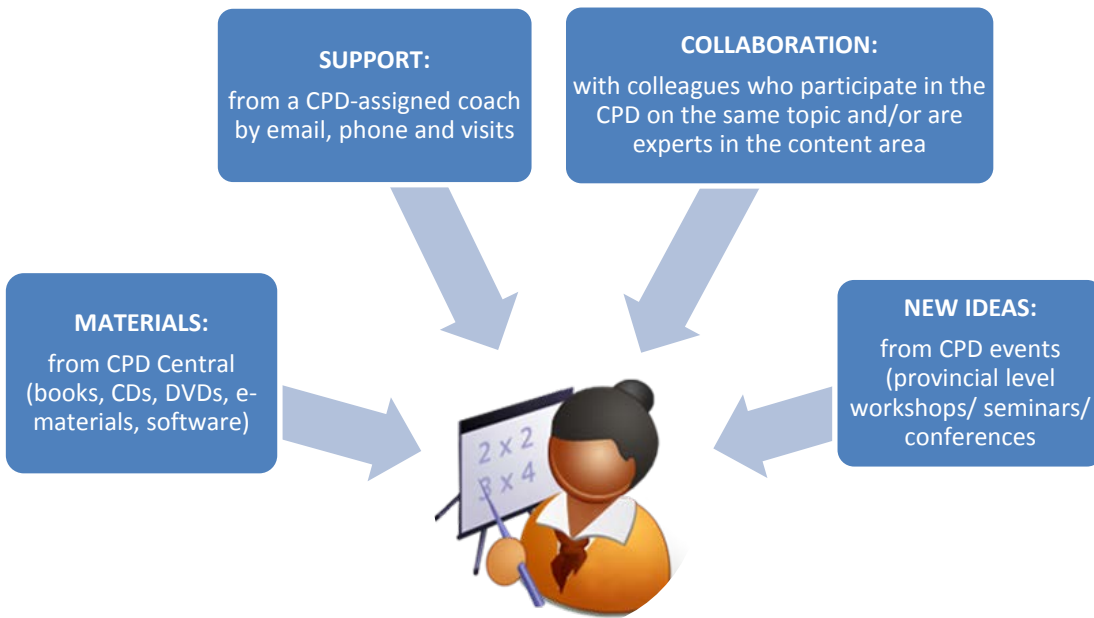 SUPPORT:
from a CPD-assigned coach
by email, phone and visits
COLLABORATION:
with colleagues who participate in the
CPD on the same topic and/or are
experts in the content area
MATERIALS:
from CPD Central
(books, CDs, DVDs, e-
materials, software)
NEW IDEAS:
from CPD events
(provincial level
workshops/ seminars/
conferences
2 x 2
3 x 4